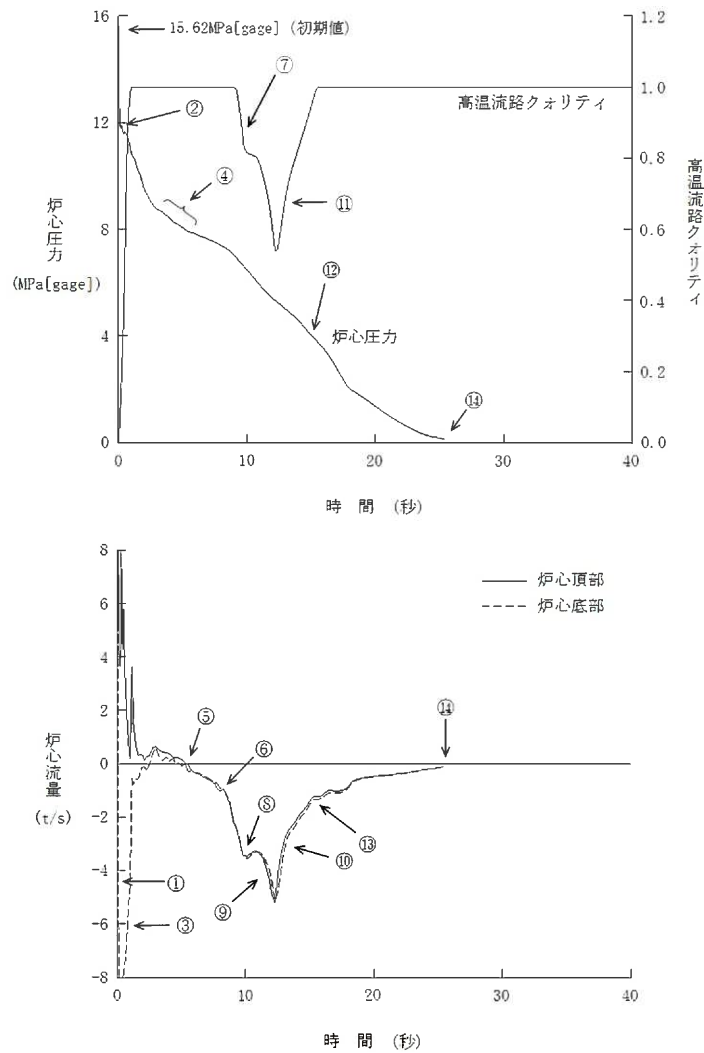 16
15.62MPa[gage] (初期値)
1.2
⑦
②
高温流路クォリティ
1.0
12
④
0.8
炉心圧力
(MPa[gage])
高温流路クォリティ
⑪
8
0.6
⑫
0.4
4
炉心圧力
0.2
⑭
0
0.0
0 10 20 30 40
時 間 (秒)
8
炉心頂部
炉心底部
6
4
2
⑤
⑭
炉心流量
(t/s)
⑥
0
-2
⑧
⑬
⑩
-4
①
⑨
③
-6
-8
0 10 20 30 40
時 間 (秒)